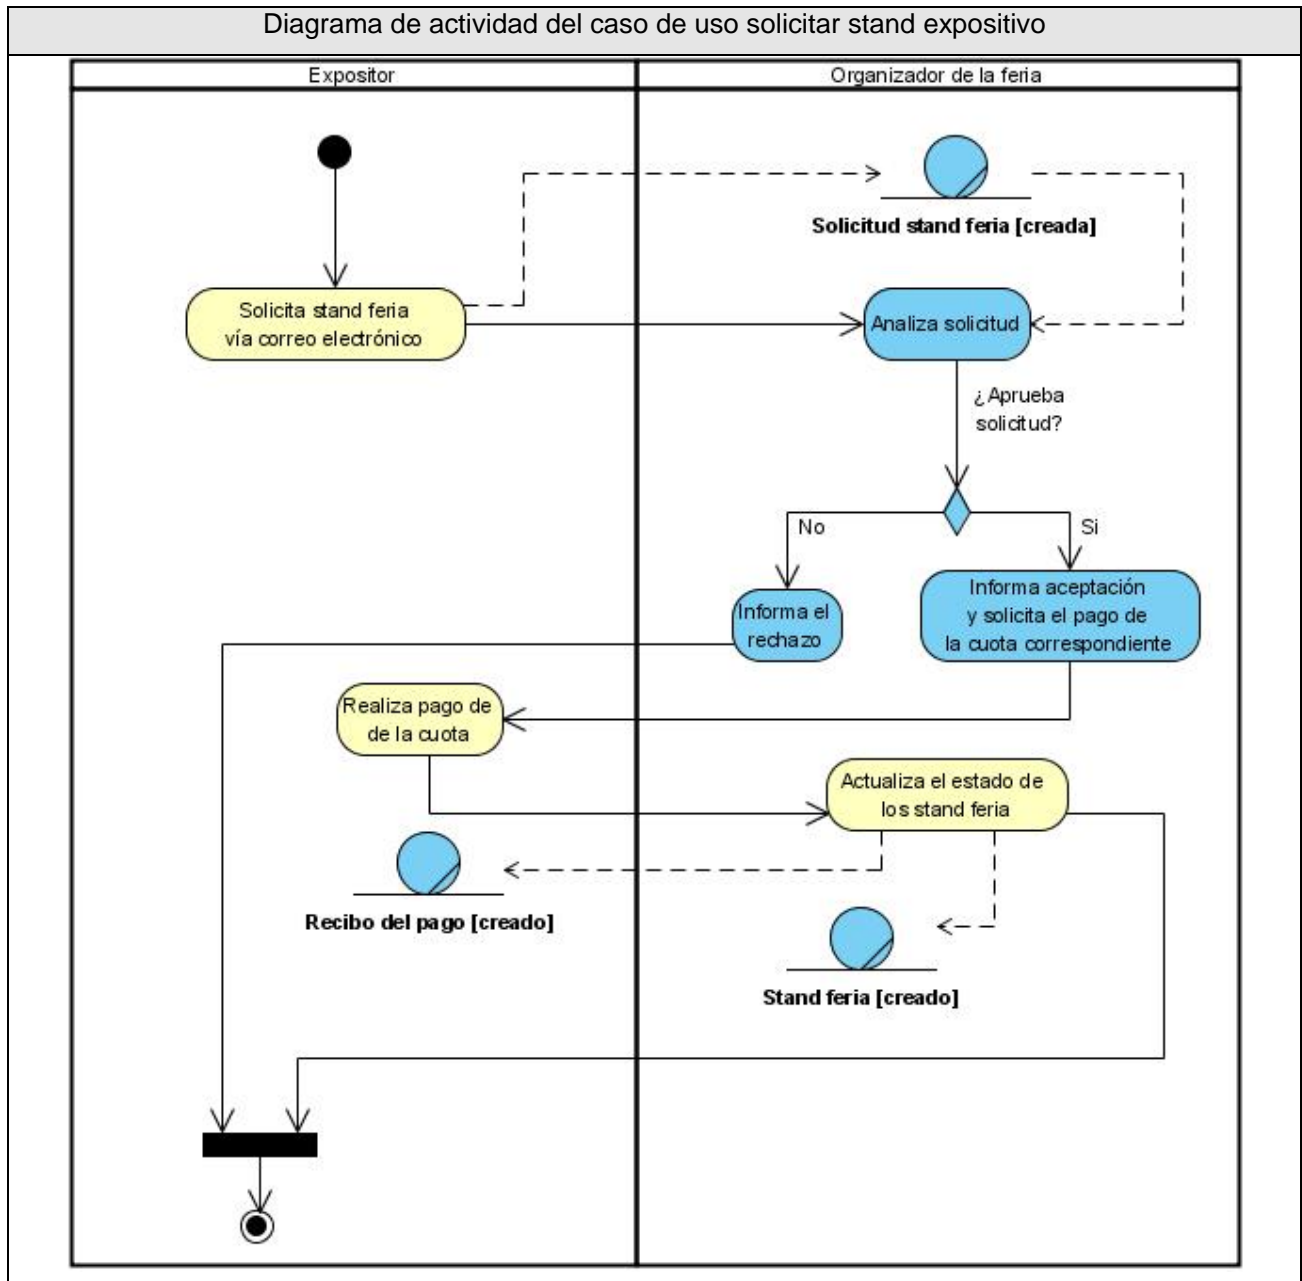 Diagrama de actividad del caso de uso solicitar stand expositivo
Expositor
Organizador de la feria
Solicitud stand feria [creada]
Solicita stand feria
vía correo electrónico
Analiza solicitud
¿Aprueba
solicitud?
No
Si
Informa el
rechazo
Informa aceptación
y solicita el pago de
la cuota correspondiente
Realiza pago de
de la cuota
Actualiza el estado de
los stand feria
Recibo del pago [creado]
Stand feria [creado]